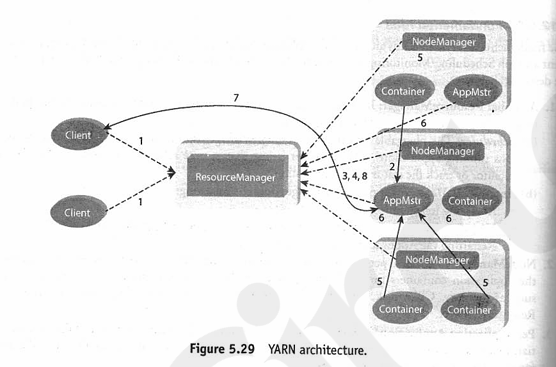 NodeManager
5
Container
AppMstr
7
Client
1
6
NodeManager
2
ResourceManager
3, 4, 8
AppMstr
Container
Client
1
6
6
NodeManager
5
5
Container
Container
Figure 5.29 YARN architecture.